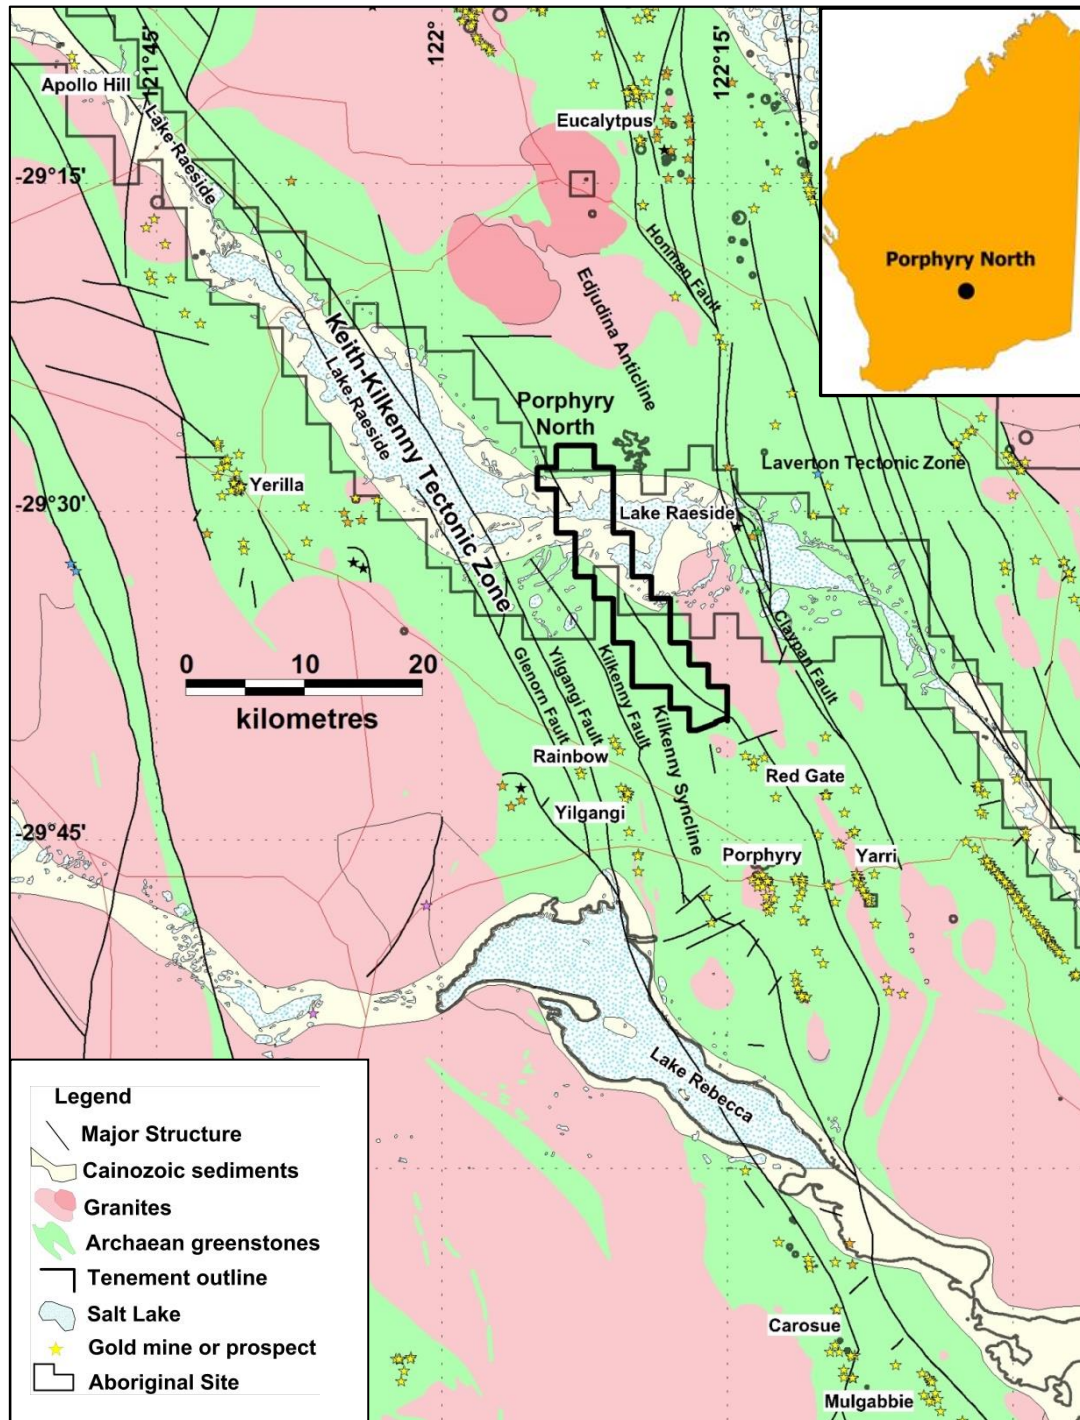 121°45'
122°
122°15'
Apollo Hill
Lake Raeside
Eucalytpus
-29°15'
Honiman Fault
Edjudina Anticline
Porphyry North
Keith-Kilkenny Tectonic Zone
Lake Raeside
Porphyry
North
Laverton Tectonic Zone
Yerilla
-29°30'
Lake Raeside
Claypan Fault
0 10 20
kilometres
Glenorn Fault
Yilgangi Fault
Kilkenny Fault
Kilkenny Syncline
Rainbow
Red Gate
Yilgangi
-29°45'
Porphyry
Yarri
Lake Rebecca
Carosue
Mulgabbie
Legend
Major Structure
Cainozoic sediments
Granites
Archaean greenstones
Tenement outline
Salt Lake
Gold mine or prospect
Aboriginal Site